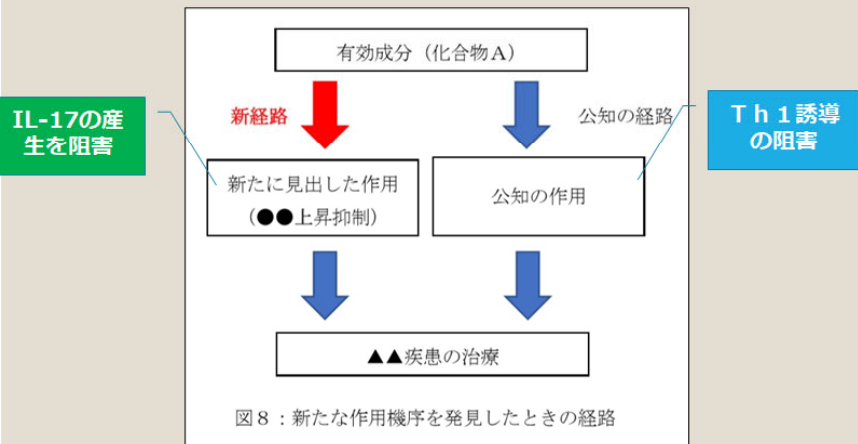 有効成分（化合物A）
新経路
公知の経路
IL-17の産
生を阻害
Ｔｈ１誘導
の阻害
新たに見出した作用
（●●上昇抑制）
公知の作用
▲▲疾患の治療
図８：新たな作用機序を発見したときの経路